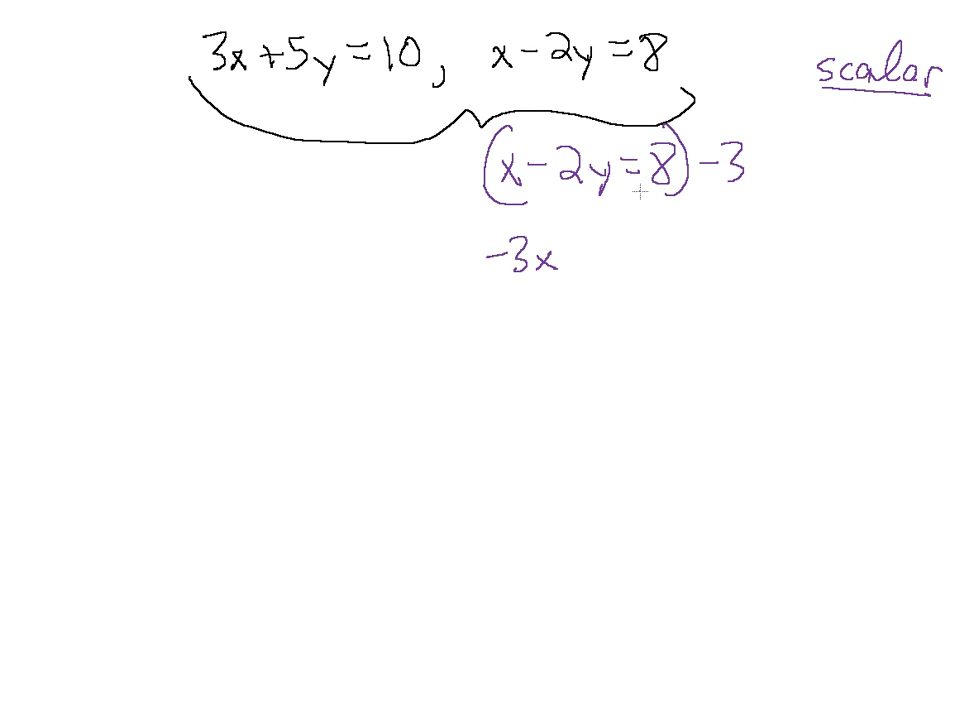 3x+5y=10, x-2y=8
scalar
(x-2y=8)-3
-3x